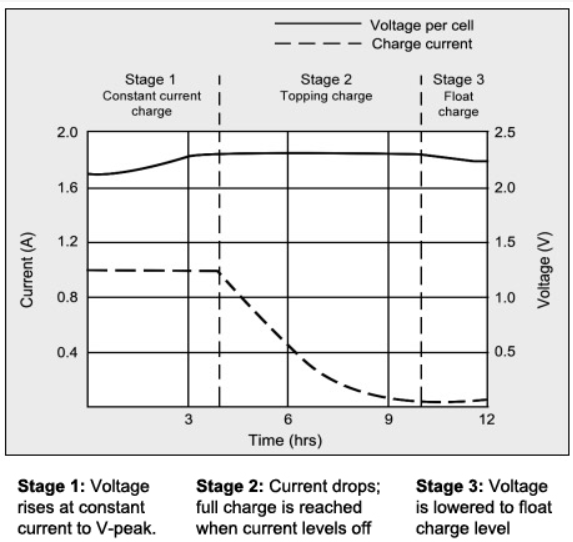 Voltage per cell
Charge current
Stage 1
Constant current
charge
Stage 2
Topping charge
Stage 3
Float
charge
2.0
1.6
1.2
0.8
0.4
Current (A)
2.5
2.0
1.5
1.0
0.5
Voltage (V)
3
6
9
12
Time (hrs)
Stage 1: Voltage
rises at constant
current to V-peak.
Stage 2: Current drops;
full charge is reached
when current levels off
Stage 3: Voltage
is lowered to float
charge level